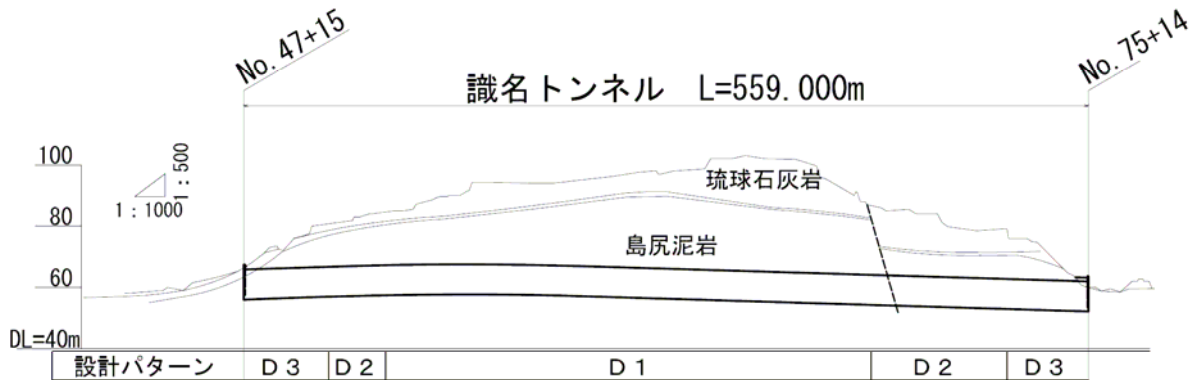 No.47+15
No.75+14
識名トンネル L=559.000m
100
80
60
DL=40m
1:500
1:1000
琉球石灰岩
島尻泥岩
設計パターン D3 D2 D1 D2 D3